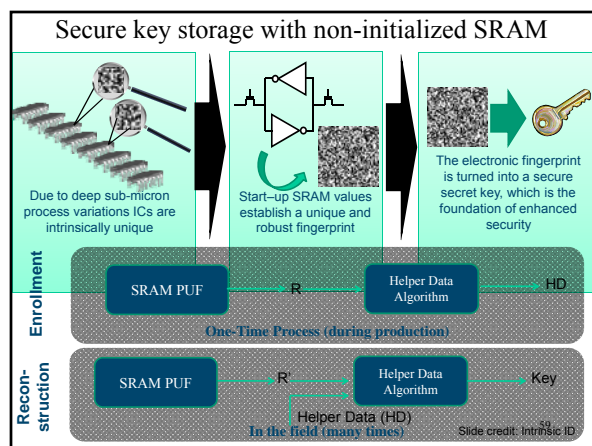 Secure key storage with non-initialized SRAM
Due to deep sub-micron
process variations ICs are
intrinsically unique
Start–up SRAM values
establish a unique and
robust fingerprint
The electronic fingerprint
is turned into a secure
secret key, which is the
foundation of enhanced
security
Enrollment
SRAM PUF
R
Helper Data
Algorithm
HD
One-Time Process (during production)
Recon-
struction
SRAM PUF
R'
Helper Data
Algorithm
Key
Helper Data (HD)
In the field (many times)
59
Slide credit: Intrinsic ID